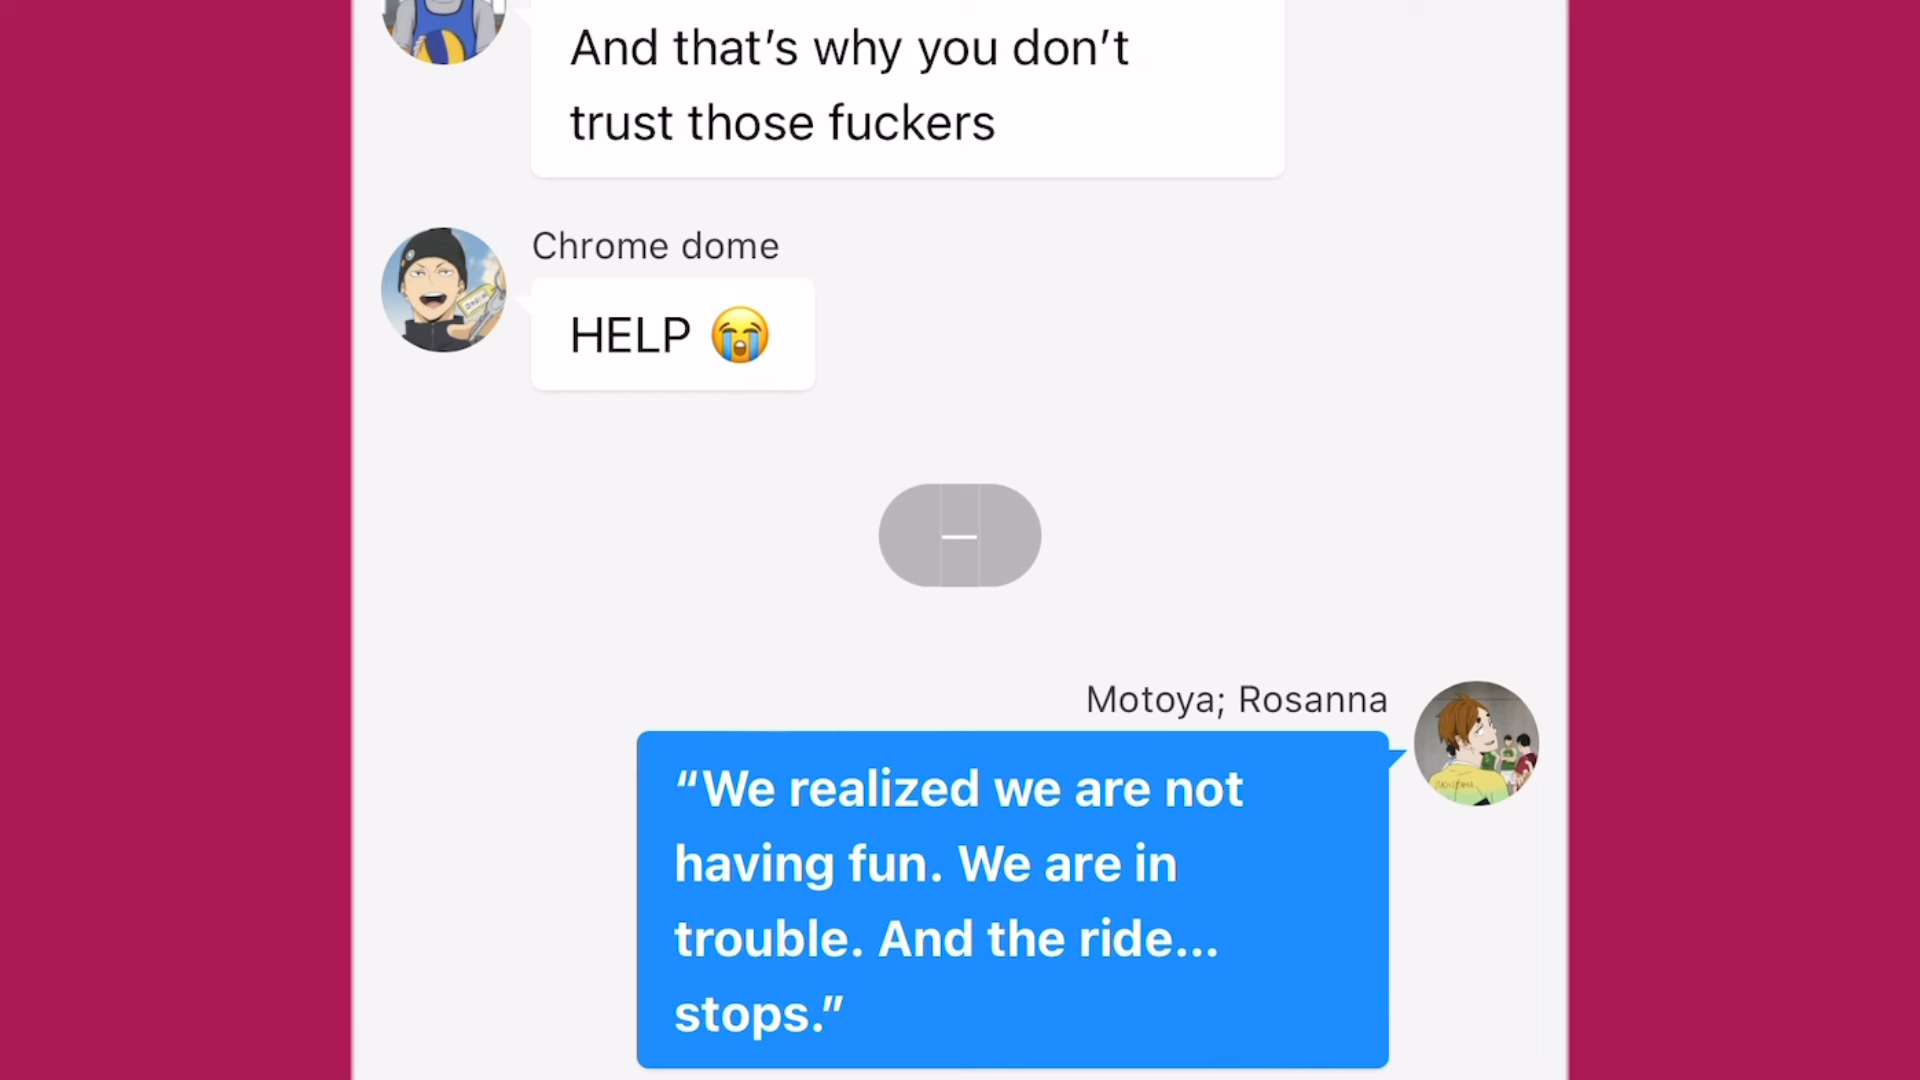 And that’s why you don’t
trust those fuckers
Chrome dome
HELP 😭
—
Motoya; Rosanna
“We realized we are not
having fun. We are in
trouble. And the ride...
stops.”